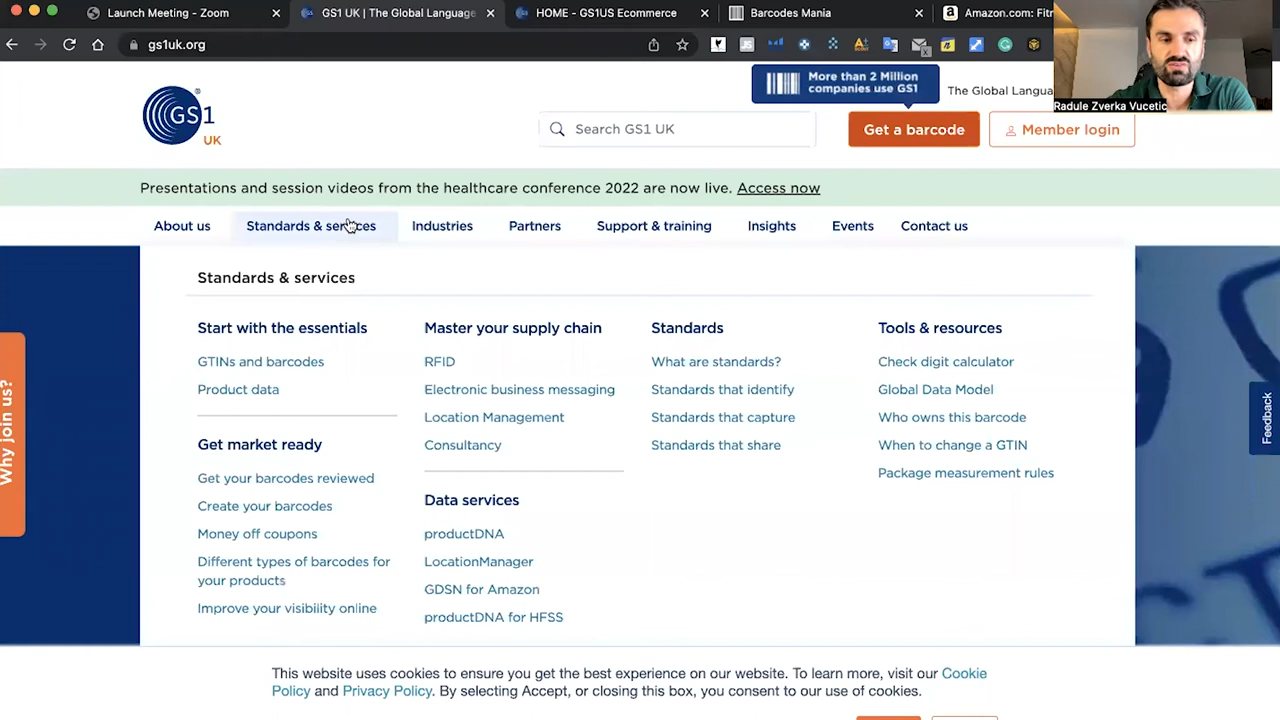 Launch Meeting - Zoom
GS1 UK | The Global Language
HOME - GS1US Ecommerce
Barcodes Mania
Amazon.com: Fit
gs1uk.org
Radule Zverka Vucetic
More than 2 Million
companies use GS1
The Global Langua
GS1
UK
Search GS1 UK
Get a barcode
Member login
Presentations and session videos from the healthcare conference 2022 are now live. Access now
About us
Standards & services
Industries
Partners
Support & training
Insights
Events
Contact us
Standards & services
Start with the essentials
GTINs and barcodes
Product data
Get market ready
Get your barcodes reviewed
Create your barcodes
Money off coupons
Different types of barcodes for
your products
Improve your visibility online
Master your supply chain
RFID
Electronic business messaging
Location Management
Consultancy
Data services
productDNA
LocationManager
GDSN for Amazon
productDNA for HFSS
Standards
What are standards?
Standards that identify
Standards that capture
Standards that share
Tools & resources
Check digit calculator
Global Data Model
Who owns this barcode
When to change a GTIN
Package measurement rules
Why join us?
Feedback
This website uses cookies to ensure you get the best experience on our website. To learn more, visit our Cookie
Policy and Privacy Policy. By selecting Accept, or closing this box, you consent to our use of cookies.